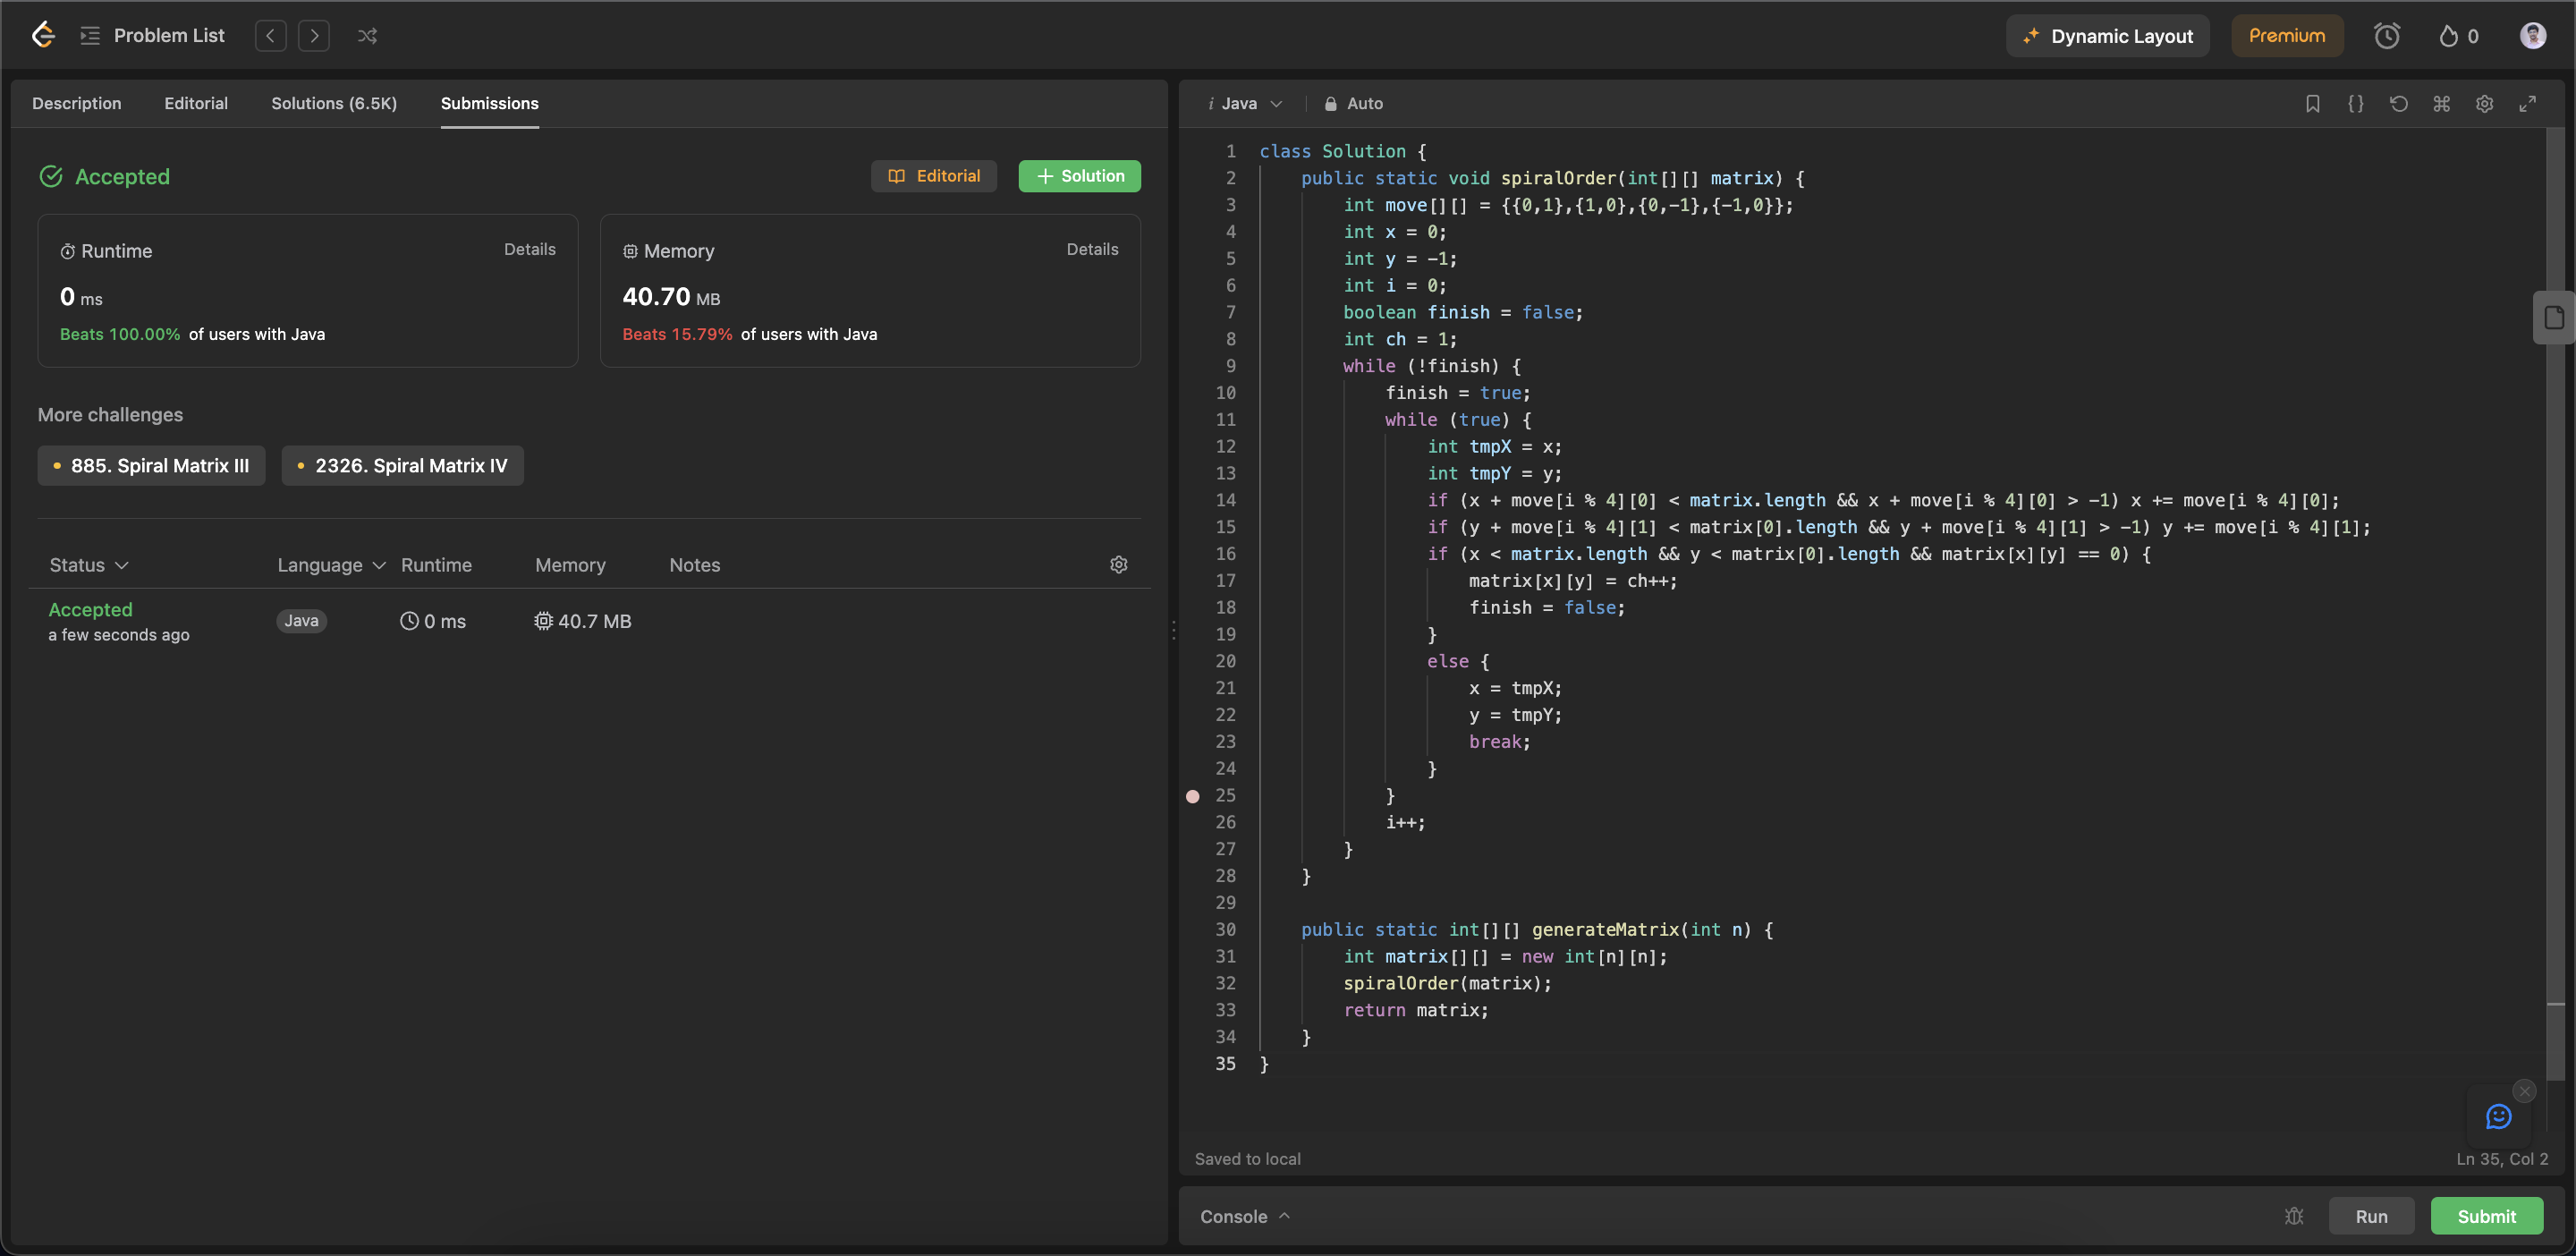 Problem List
Dynamic Layout
Premium
0
Description Editorial Solutions (6.5K) Submissions
Accepted
Editorial
+ Solution
Runtime Details
0 ms
Beats 100.00% of users with Java
Memory Details
40.70 MB
Beats 15.79% of users with Java
More challenges
885. Spiral Matrix III
2326. Spiral Matrix IV
Status Language Runtime Memory Notes
Accepted
a few seconds ago
Java
0 ms
40.7 MB
i Java Auto
1 class Solution {
2     public static void spiralOrder(int[][] matrix) {
3         int move[][] = {{0,1},{1,0},{0,-1},{-1,0}};
4         int x = 0;
5         int y = -1;
6         int i = 0;
7         boolean finish = false;
8         int ch = 1;
9         while (!finish) {
10             finish = true;
11             while (true) {
12                 int tmpX = x;
13                 int tmpY = y;
14                 if (x + move[i % 4][0] < matrix.length && x + move[i % 4][0] > -1) x += move[i % 4][0];
15                 if (y + move[i % 4][1] < matrix[0].length && y + move[i % 4][1] > -1) y += move[i % 4][1];
16                 if (x < matrix.length && y < matrix[0].length && matrix[x][y] == 0) {
17                     matrix[x][y] = ch++;
18                     finish = false;
19                 }
20                 else {
21                     x = tmpX;
22                     y = tmpY;
23                     break;
24                 }
25             }
26             i++;
27         }
28     }
29
30     public static int[][] generateMatrix(int n) {
31         int matrix[][] = new int[n][n];
32         spiralOrder(matrix);
33         return matrix;
34     }
35 }
Saved to local
Ln 35, Col 2
Console
Run
Submit